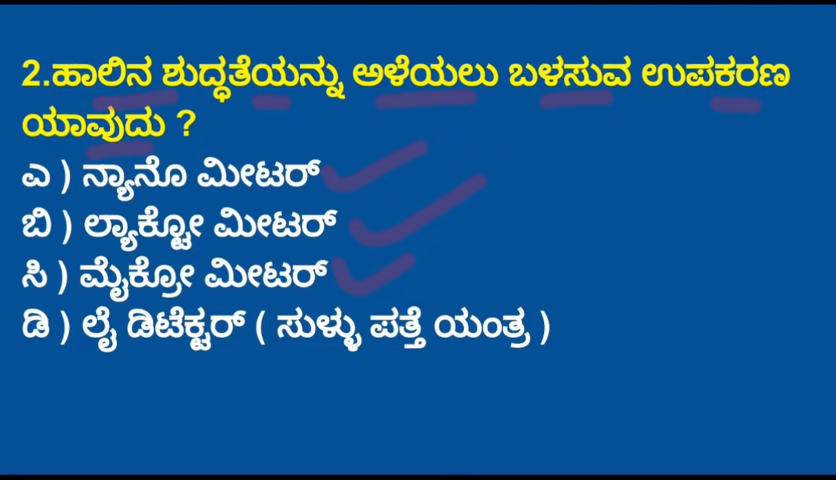 2.ಹಾಲಿನ ಶುದ್ಧತೆಯನ್ನು ಅಳೆಯಲು ಬಳಸುವ ಉಪಕರಣ
ಯಾವುದು ?
ಎ ) ನ್ಯಾನೊ ಮೀಟರ್
ಬಿ ) ಲ್ಯಾಕ್ಟೋ ಮೀಟರ್
ಸಿ ) ಮೈಕ್ರೋ ಮೀಟರ್
ಡಿ ) ಲೈ ಡಿಟೆಕ್ಟರ್ ( ಸುಳ್ಳು ಪತ್ತೆ ಯಂತ್ರ )